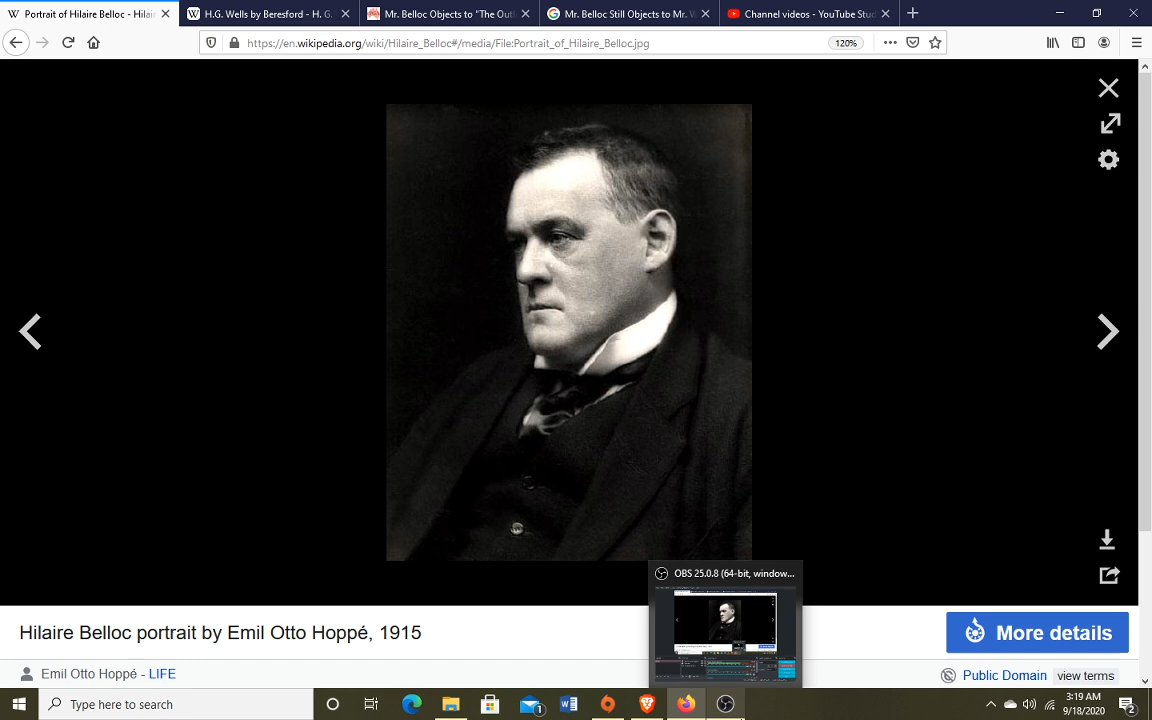 Portrait of Hilaire Belloc - Hilai
H.G. Wells by Beresford - H. G.
Mr. Belloc Objects to "The Out
Mr. Belloc Still Objects to Mr. W
Channel videos - YouTube Stud
https://en.wikipedia.org/wiki/Hilaire_Belloc#/media/File:Portrait_of_Hilaire_Belloc.jpg
120%
OBS 25.0.8 (64-bit, window...
Hilaire Belloc portrait by Emil Otto Hoppé, 1915
More details
Emil Otto Hoppé - LIFE
Public Domain
view terms
Type here to search
1
3:19 AM
9/18/2020
2